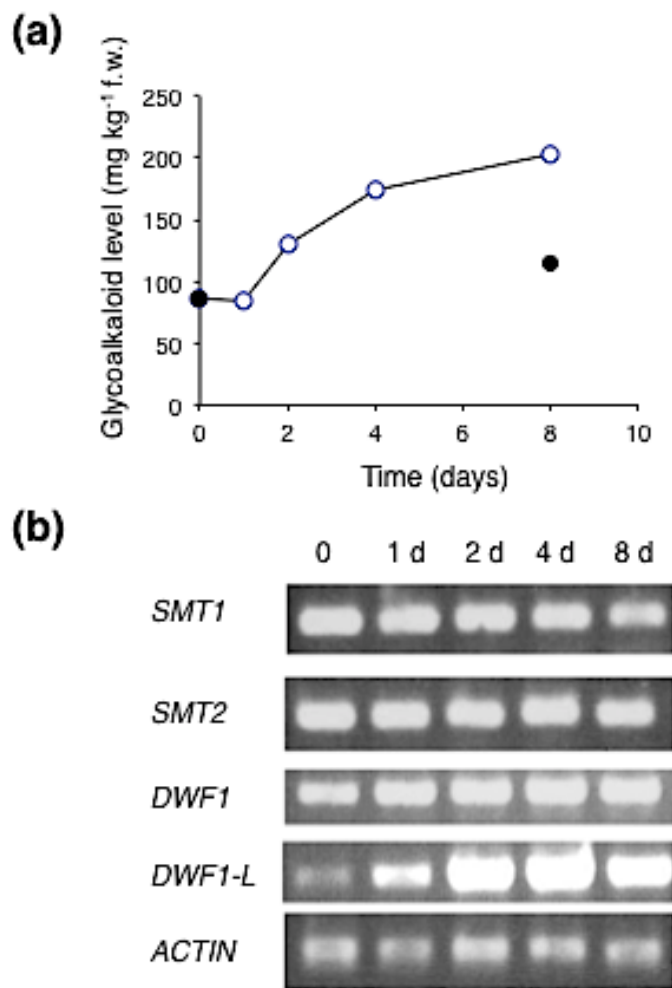 (a)
Glycoalkaloid level (mg kg⁻¹ f.w.)
250
200
150
100
50
0
0 2 4 6 8 10
Time (days)
(b)
0 1 d 2 d 4 d 8 d
SMT1
SMT2
DWF1
DWF1-L
ACTIN